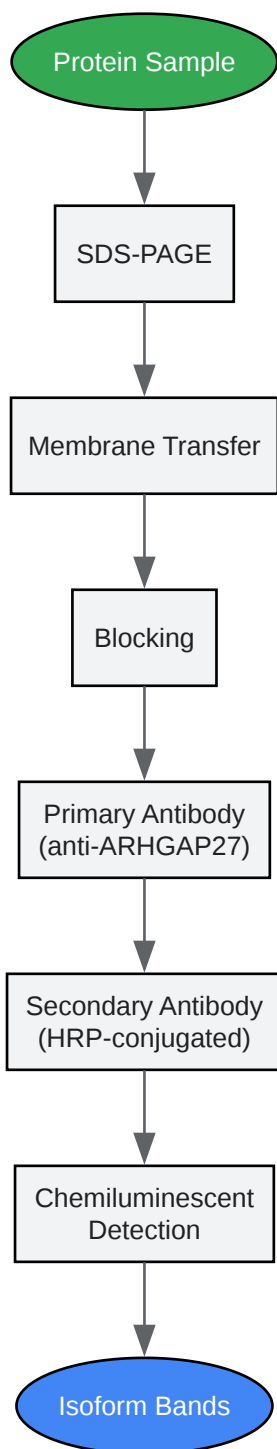 Protein Sample
SDS-PAGE
Membrane Transfer
Blocking
Primary Antibody
(anti-ARHGAP27)
Secondary Antibody
(HRP-conjugated)
Chemiluminescent
Detection
Isoform Bands